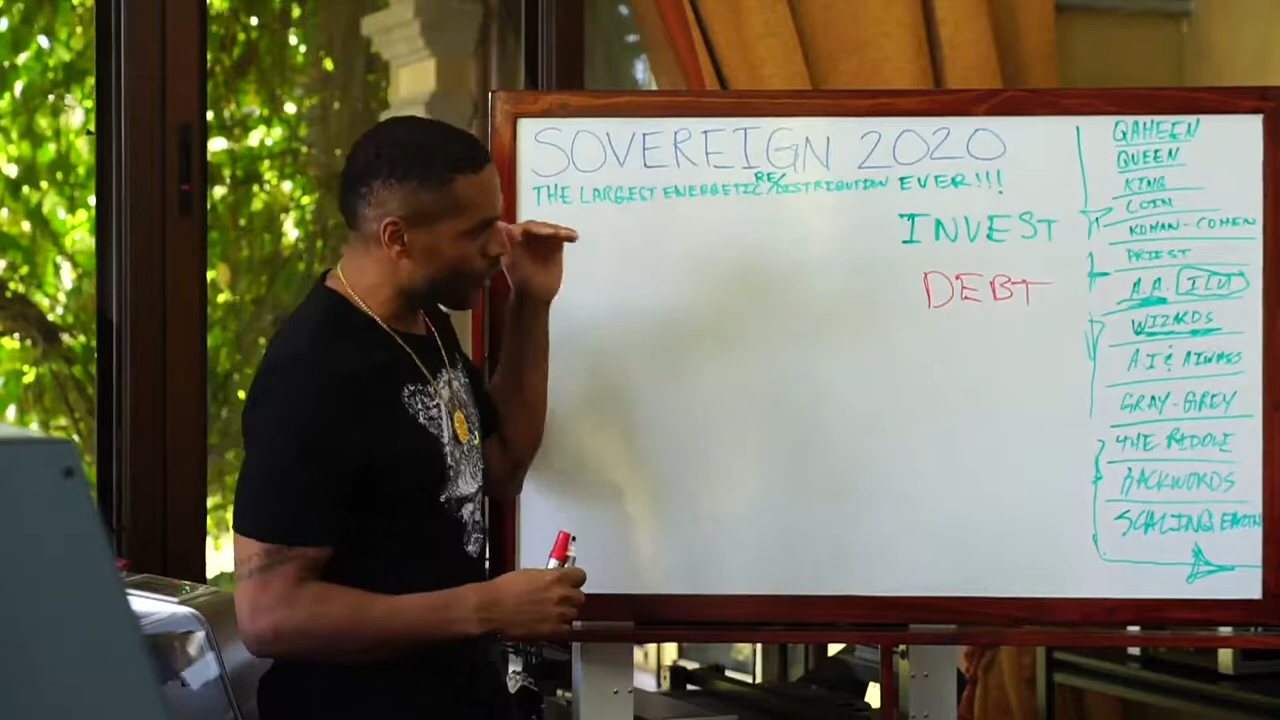 SOVEREIGN 2020
THE LARGEST ENERGETIC RE/DISTRIBUTION EVER!!!
INVEST
DEBT
QAHEEN
QUEEN
KING
COIN
KOHAN-COHEN
PRIEST
A.A. ILU
WIZARDS
A.I &
GRAY-GREY
THE RIDDLE
BACKWORDS
SCALING EARTH